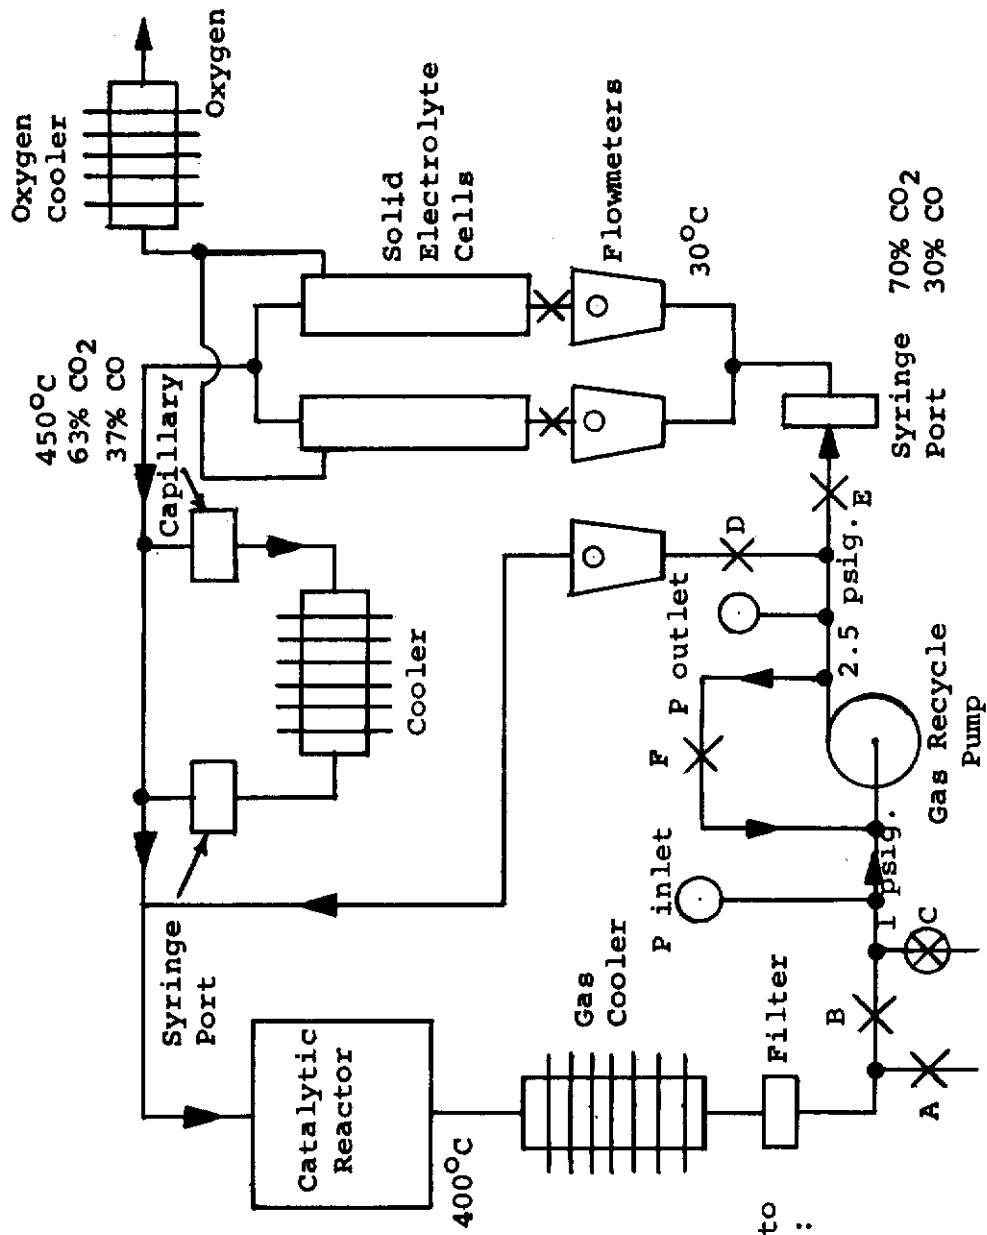 Oxygen
Cooler
Oxygen
450°C
63% CO2
37% CO
Capillary
Solid
Electrolyte
Cells
Flowmeters
30°C
70% CO2
30% CO
Syringe
Port
E
D
Cooler
P outlet
2.5 psig.
F
Gas Recycle
Pump
P inlet
1 psig.
C
Syringe
Port
Catalytic
Reactor
400°C
Gas
Cooler
Filter
B
A
to
: